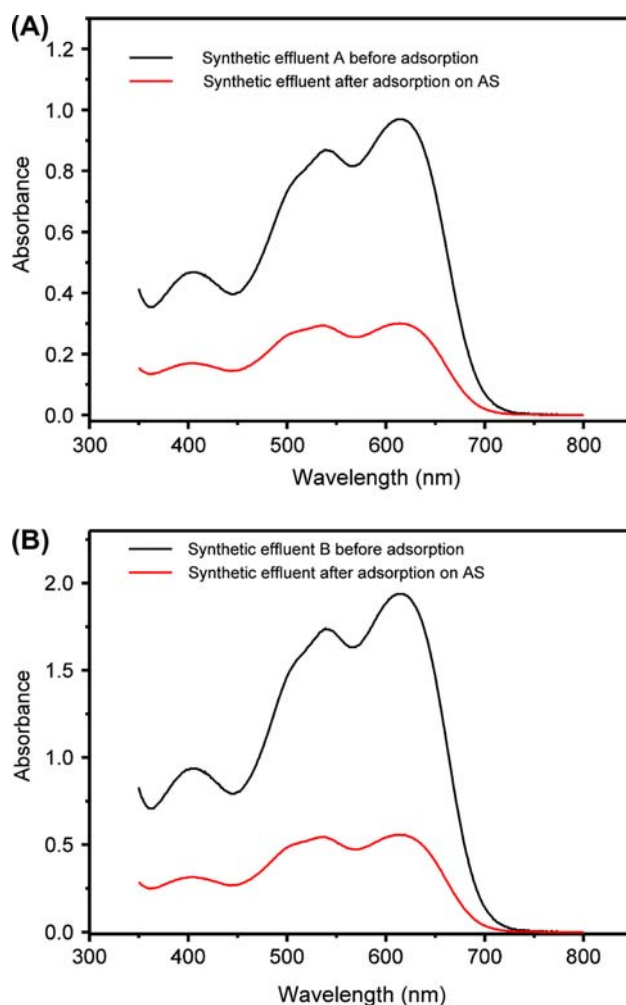 (A)
1.2
Synthetic effluent A before adsorption
Synthetic effluent after adsorption on AS
1.0
0.8
0.6
0.4
0.2
0.0
Absorbance
300 400 500 600 700 800
Wavelength (nm)
(B)
Synthetic effluent B before adsorption
Synthetic effluent after adsorption on AS
2.0
1.5
1.0
0.5
0.0
Absorbance
300 400 500 600 700 800
Wavelength (nm)